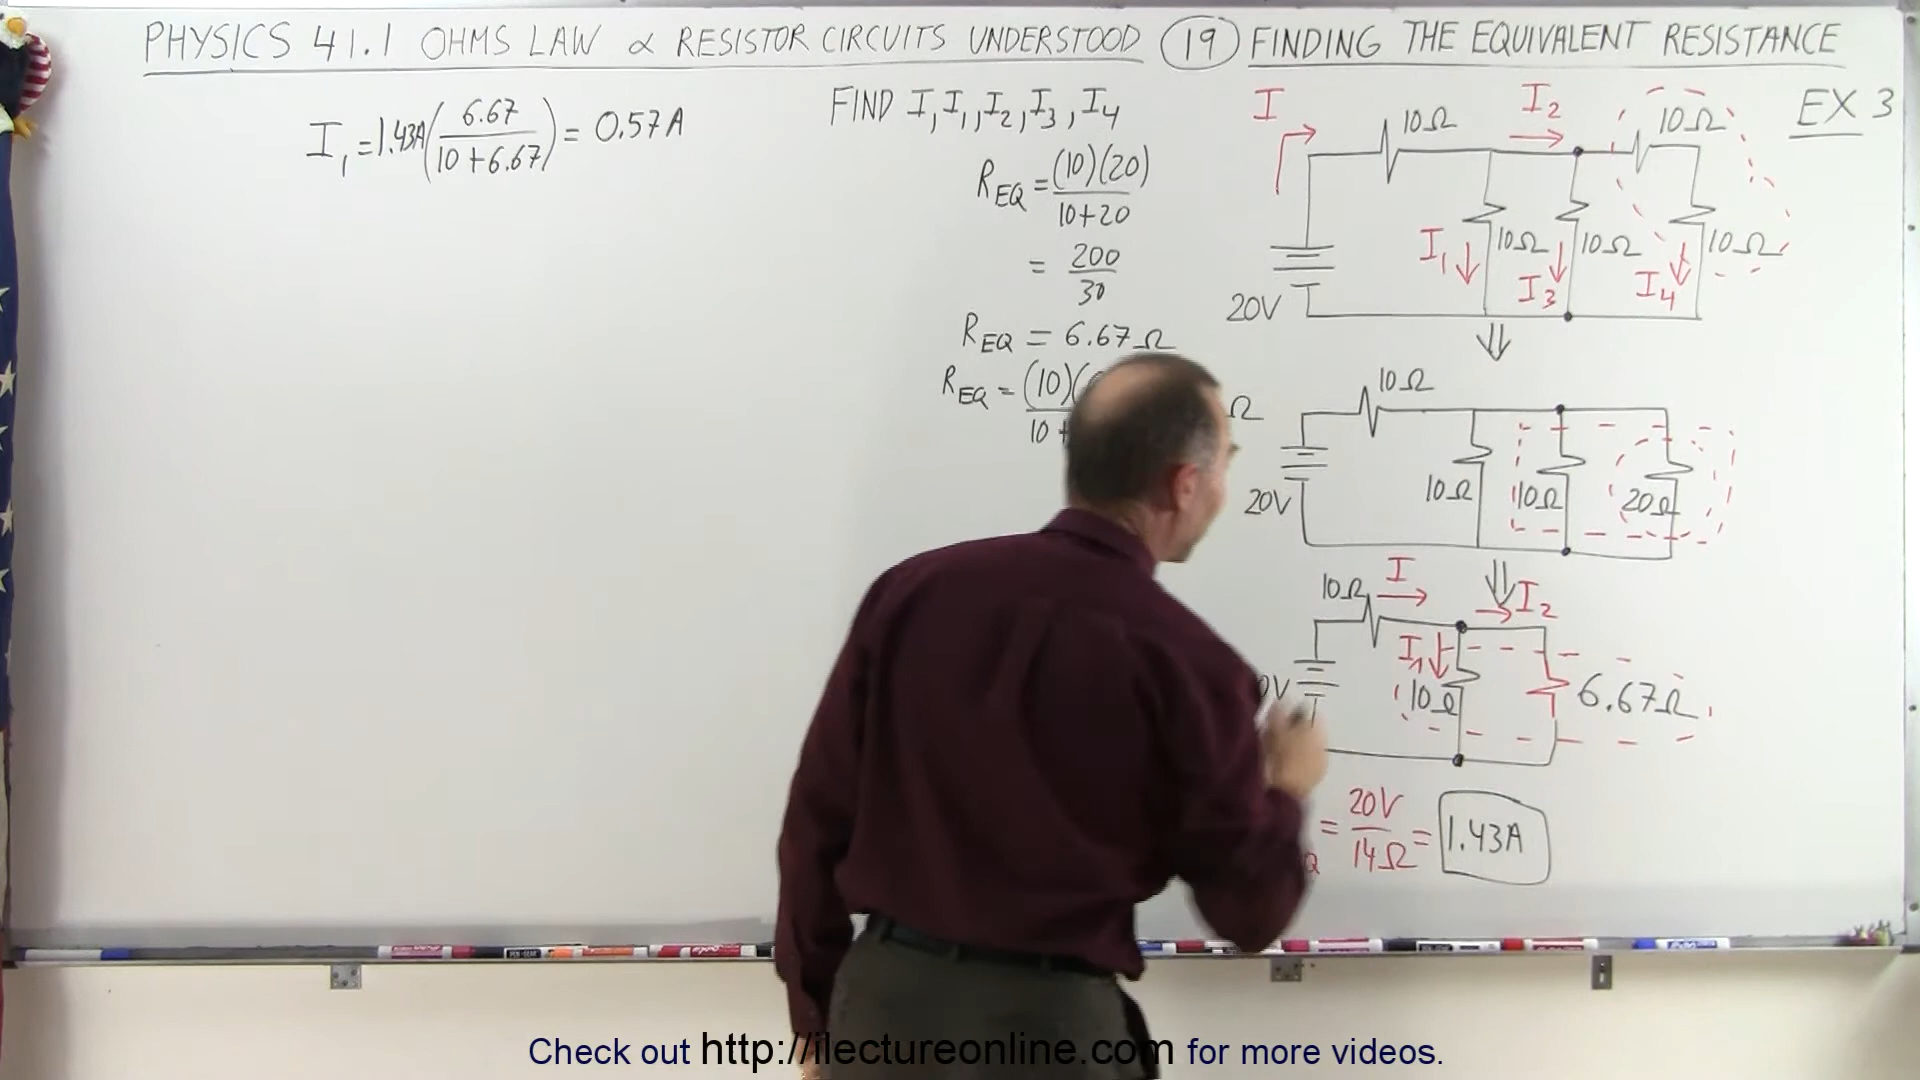 PHYSICS 41.1 OHMS LAW & RESISTOR CIRCUITS UNDERSTOOD (19) FINDING THE EQUIVALENT RESISTANCE
EX 3
I₁ = 1.43A (6.67 / 10 + 6.67) = 0.57A
FIND I, I₁, I₂, I₃, I₄
R_EQ = (10)(20) / 10+20
= 200 / 30
R_EQ = 6.67 Ω
R_EQ = (10)(
10 +
Ω
I
10Ω
I₂
10Ω
I₁
10Ω
10Ω
10Ω
I₃
I₄
20V
10Ω
10Ω
10Ω
20Ω
20V
10Ω
I
I₂
I₁
10Ω
6.67Ω
= 20V / 14Ω = 1.43A
Check out http://ilectureonline.com for more videos.